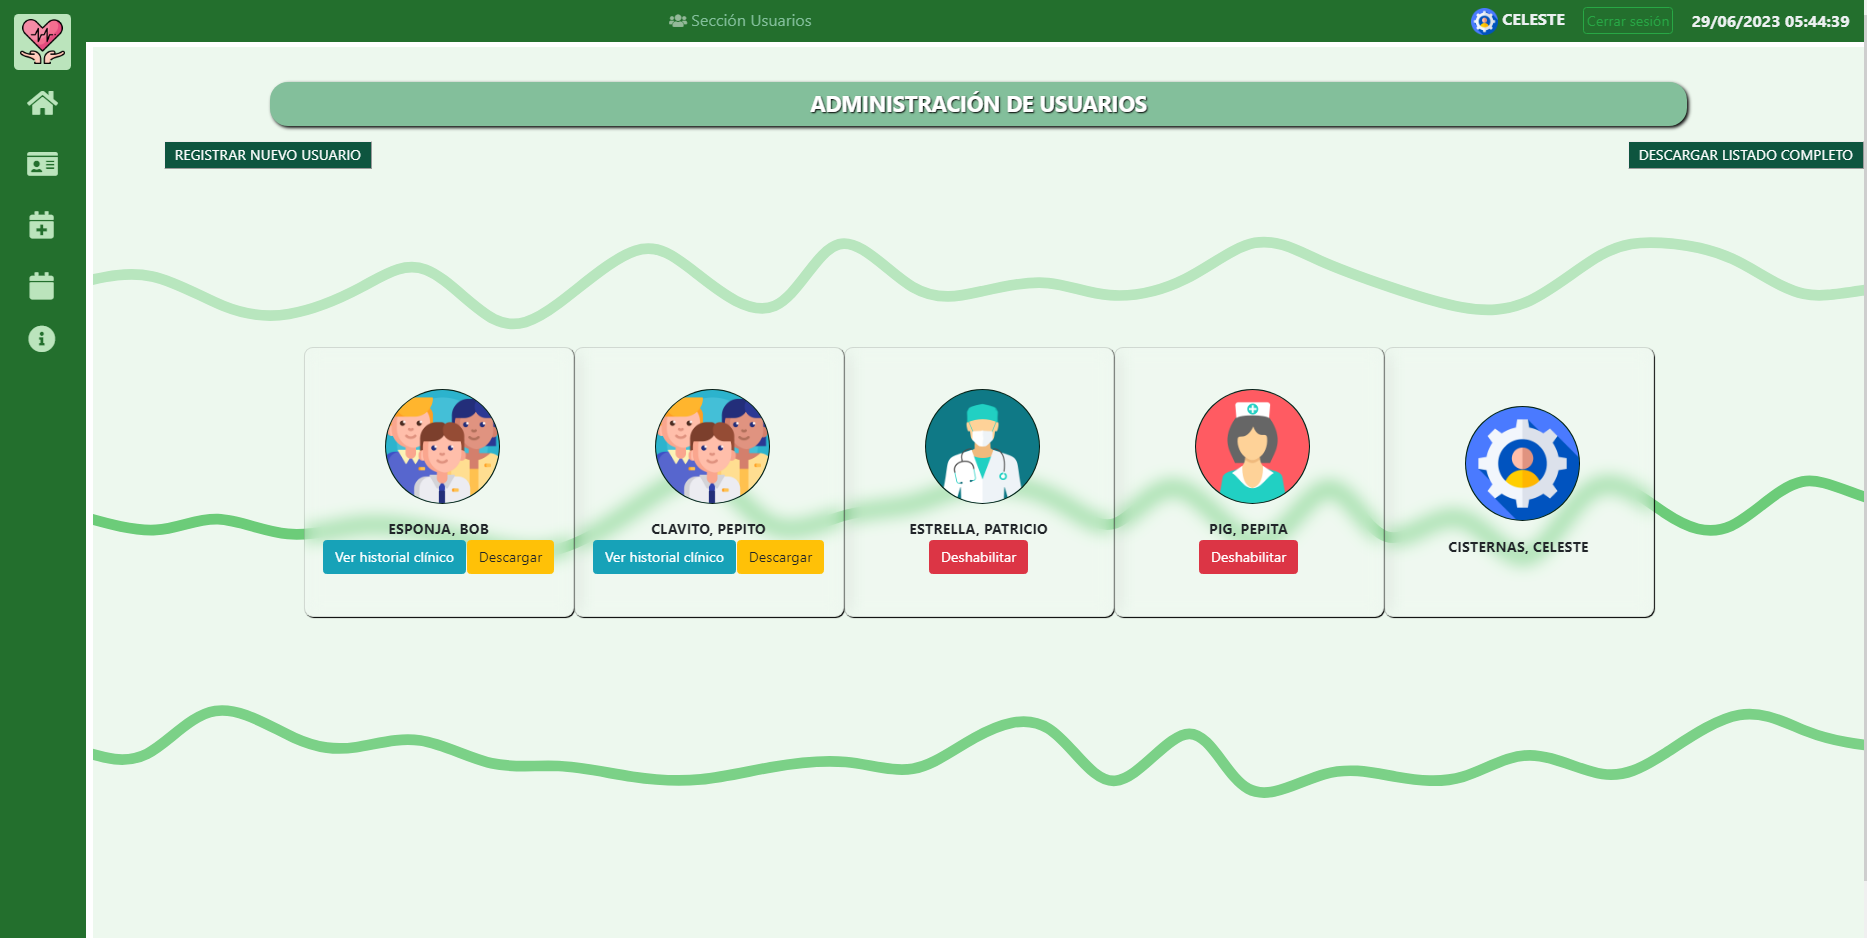 Sección Usuarios
CELESTE
Cerrar sesión
29/06/2023 05:44:39
ADMINISTRACIÓN DE USUARIOS
REGISTRAR NUEVO USUARIO
DESCARGAR LISTADO COMPLETO
ESPONJA, BOB
Ver historial clínico
Descargar
CLAVITO, PEPITO
Ver historial clínico
Descargar
ESTRELLA, PATRICIO
Deshabilitar
PIG, PEPITA
Deshabilitar
CISTERNAS, CELESTE